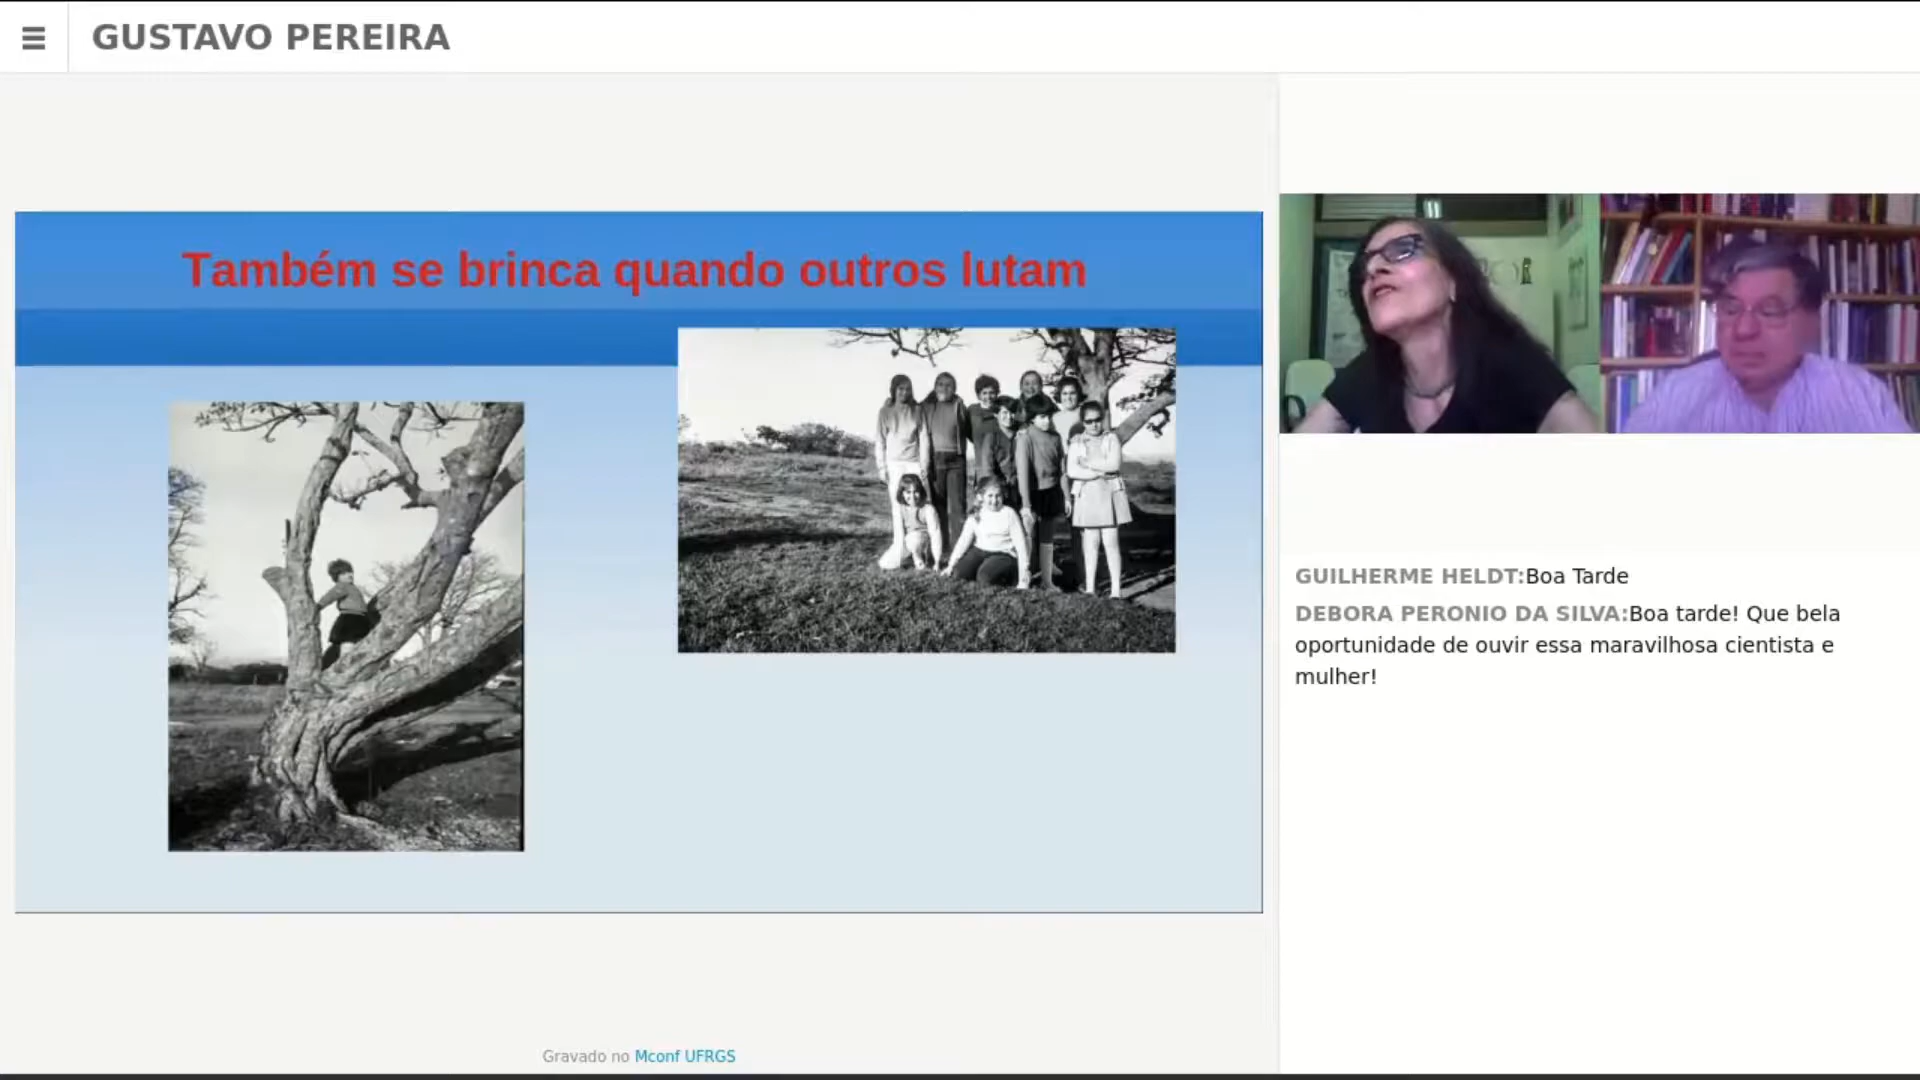 GUSTAVO PEREIRA
Também se brinca quando outros lutam
GUILHERME HELDT:Boa Tarde
DEBORA PERONIO DA SILVA:Boa tarde! Que bela
oportunidade de ouvir essa maravilhosa cientista e
mulher!
Gravado no Mconf UFRGS